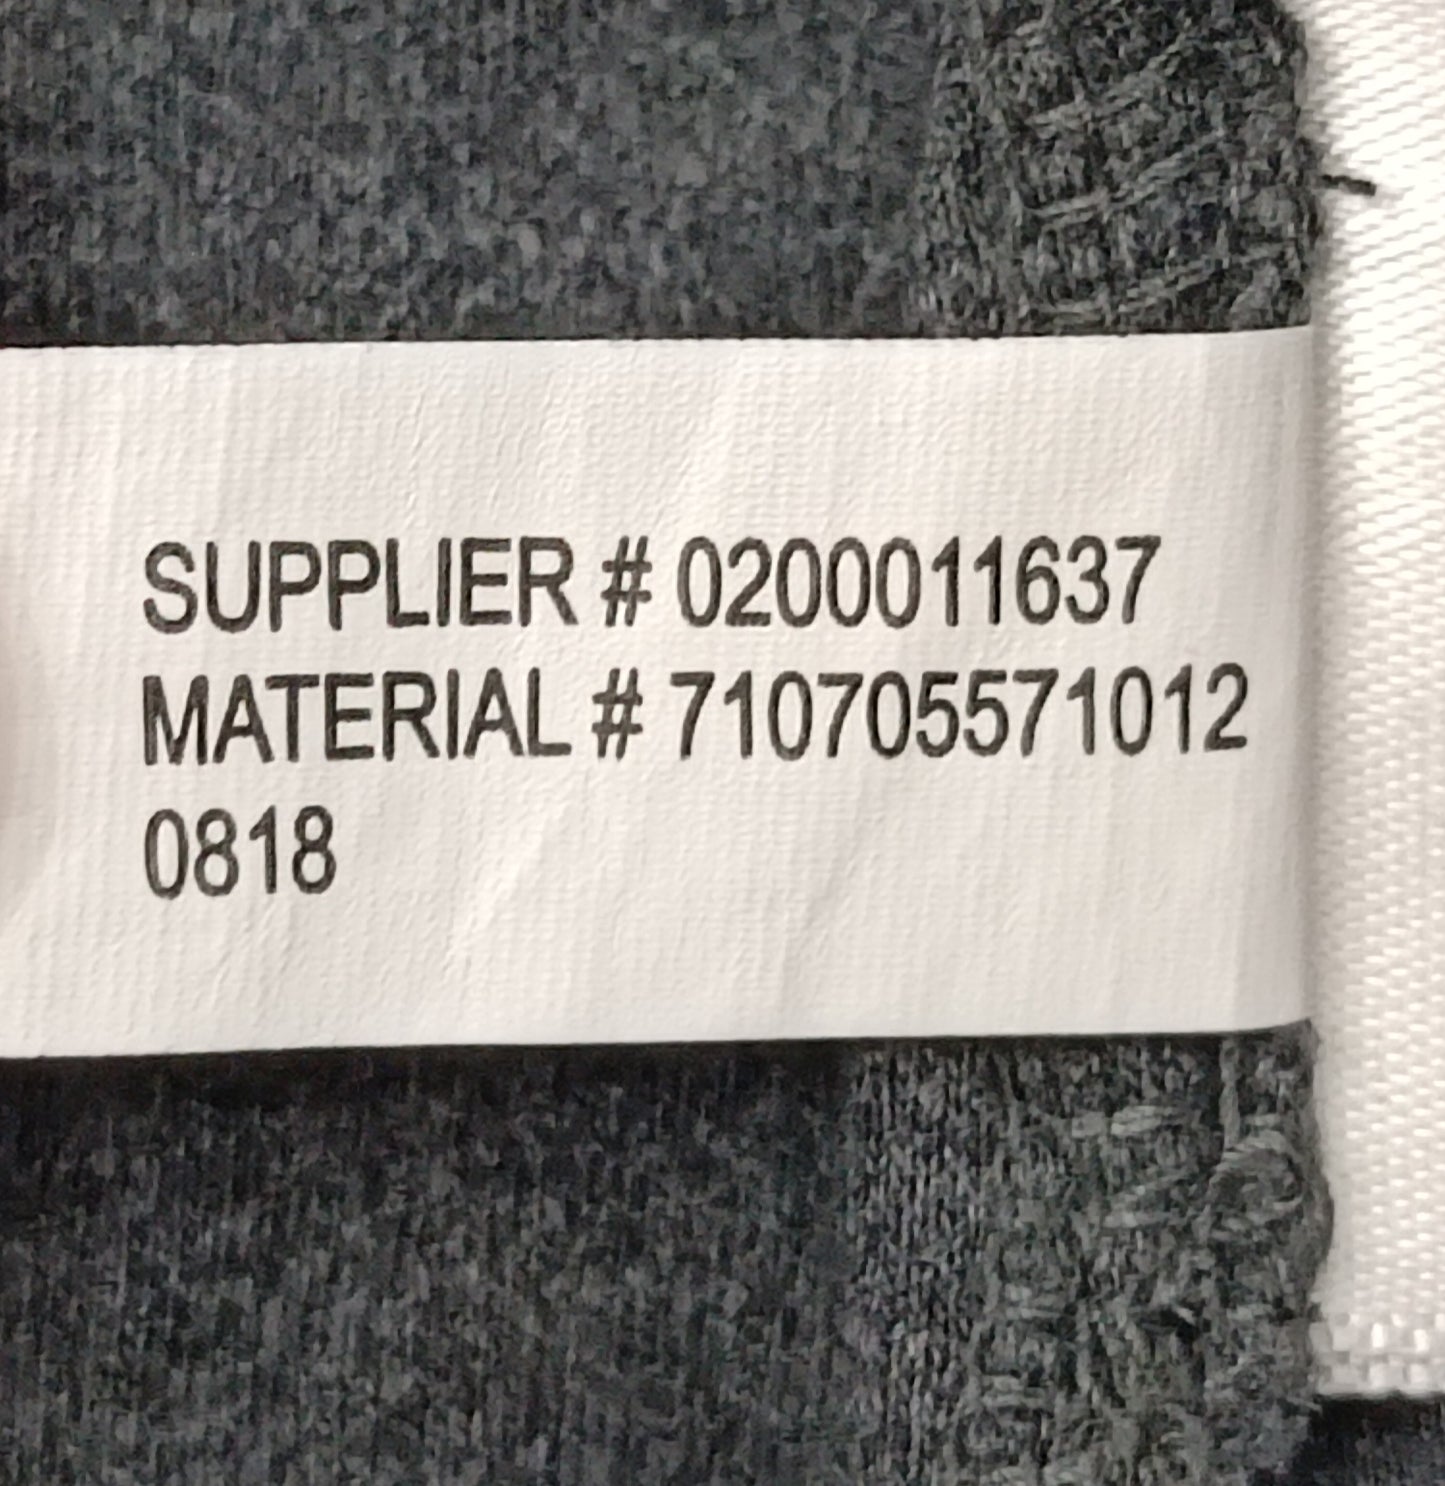 SUPPLIER # 0200011637
MATERIAL # 710705571012
0818